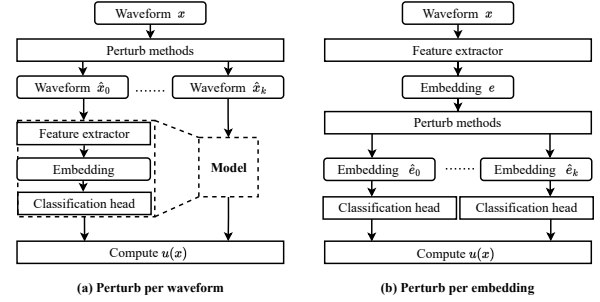 Waveform x
Perturb methods
Waveform x̂₀ ........ Waveform x̂ₖ
Feature extractor
Embedding
Classification head
Model
Compute u(x)
(a) Perturb per waveform
Waveform x
Feature extractor
Embedding e
Perturb methods
Embedding ê₀ ........ Embedding êₖ
Classification head Classification head
Compute u(x)
(b) Perturb per embedding